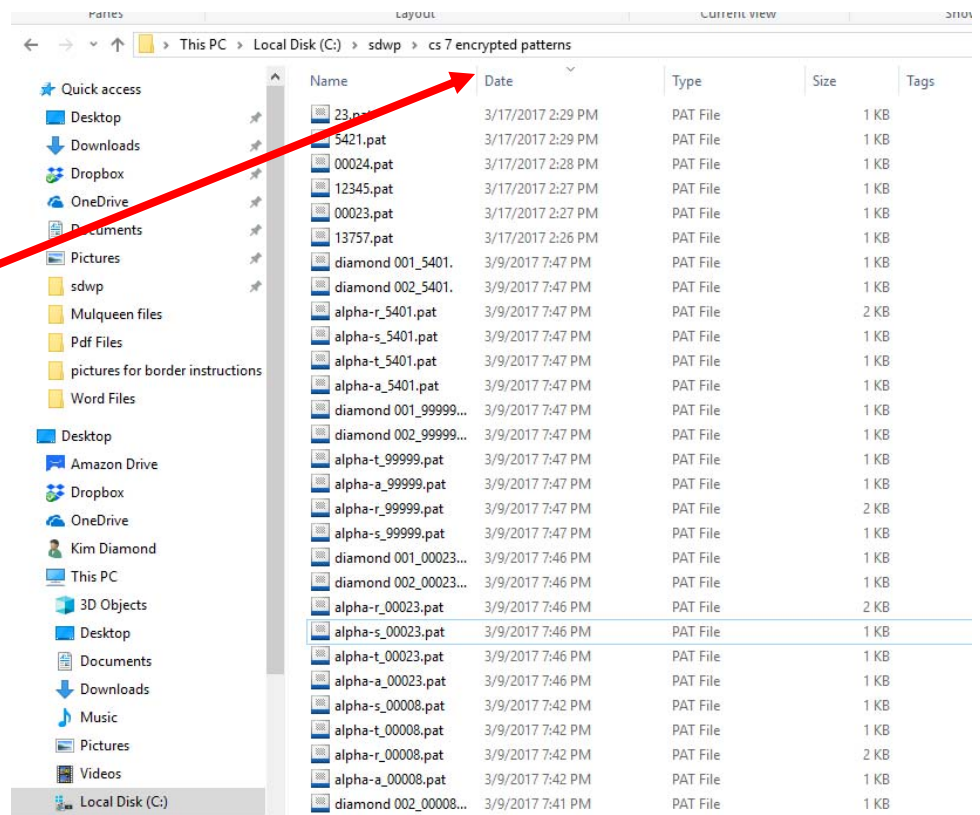 Panes Layout Current view Show
This PC > Local Disk (C:) > sdwp > cs 7 encrypted patterns
Name Date Type Size Tags
Quick access
Desktop
Downloads
Dropbox
OneDrive
Documents
Pictures
sdwp
Mulqueen files
Pdf Files
pictures for border instructions
Word Files
Desktop
Amazon Drive
Dropbox
OneDrive
Kim Diamond
This PC
3D Objects
Desktop
Documents
Downloads
Music
Pictures
Videos
Local Disk (C:)
23.pat 3/17/2017 2:29 PM PAT File 1 KB
5421.pat 3/17/2017 2:29 PM PAT File 1 KB
00024.pat 3/17/2017 2:28 PM PAT File 1 KB
12345.pat 3/17/2017 2:27 PM PAT File 1 KB
00023.pat 3/17/2017 2:27 PM PAT File 1 KB
13757.pat 3/17/2017 2:26 PM PAT File 1 KB
diamond 001_5401. 3/9/2017 7:47 PM PAT File 1 KB
diamond 002_5401. 3/9/2017 7:47 PM PAT File 1 KB
alpha-r_5401.pat 3/9/2017 7:47 PM PAT File 2 KB
alpha-s_5401.pat 3/9/2017 7:47 PM PAT File 1 KB
alpha-t_5401.pat 3/9/2017 7:47 PM PAT File 1 KB
alpha-a_5401.pat 3/9/2017 7:47 PM PAT File 1 KB
diamond 001_99999... 3/9/2017 7:47 PM PAT File 1 KB
diamond 002_99999... 3/9/2017 7:47 PM PAT File 1 KB
alpha-t_99999.pat 3/9/2017 7:47 PM PAT File 1 KB
alpha-a_99999.pat 3/9/2017 7:47 PM PAT File 1 KB
alpha-r_99999.pat 3/9/2017 7:47 PM PAT File 2 KB
alpha-s_99999.pat 3/9/2017 7:47 PM PAT File 1 KB
diamond 001_00023... 3/9/2017 7:46 PM PAT File 1 KB
diamond 002_00023... 3/9/2017 7:46 PM PAT File 1 KB
alpha-r_00023.pat 3/9/2017 7:46 PM PAT File 2 KB
alpha-s_00023.pat 3/9/2017 7:46 PM PAT File 1 KB
alpha-t_00023.pat 3/9/2017 7:46 PM PAT File 1 KB
alpha-a_00023.pat 3/9/2017 7:46 PM PAT File 1 KB
alpha-s_00008.pat 3/9/2017 7:42 PM PAT File 1 KB
alpha-t_00008.pat 3/9/2017 7:42 PM PAT File 1 KB
alpha-r_00008.pat 3/9/2017 7:42 PM PAT File 2 KB
alpha-a_00008.pat 3/9/2017 7:42 PM PAT File 1 KB
diamond 002_00008... 3/9/2017 7:41 PM PAT File 1 KB